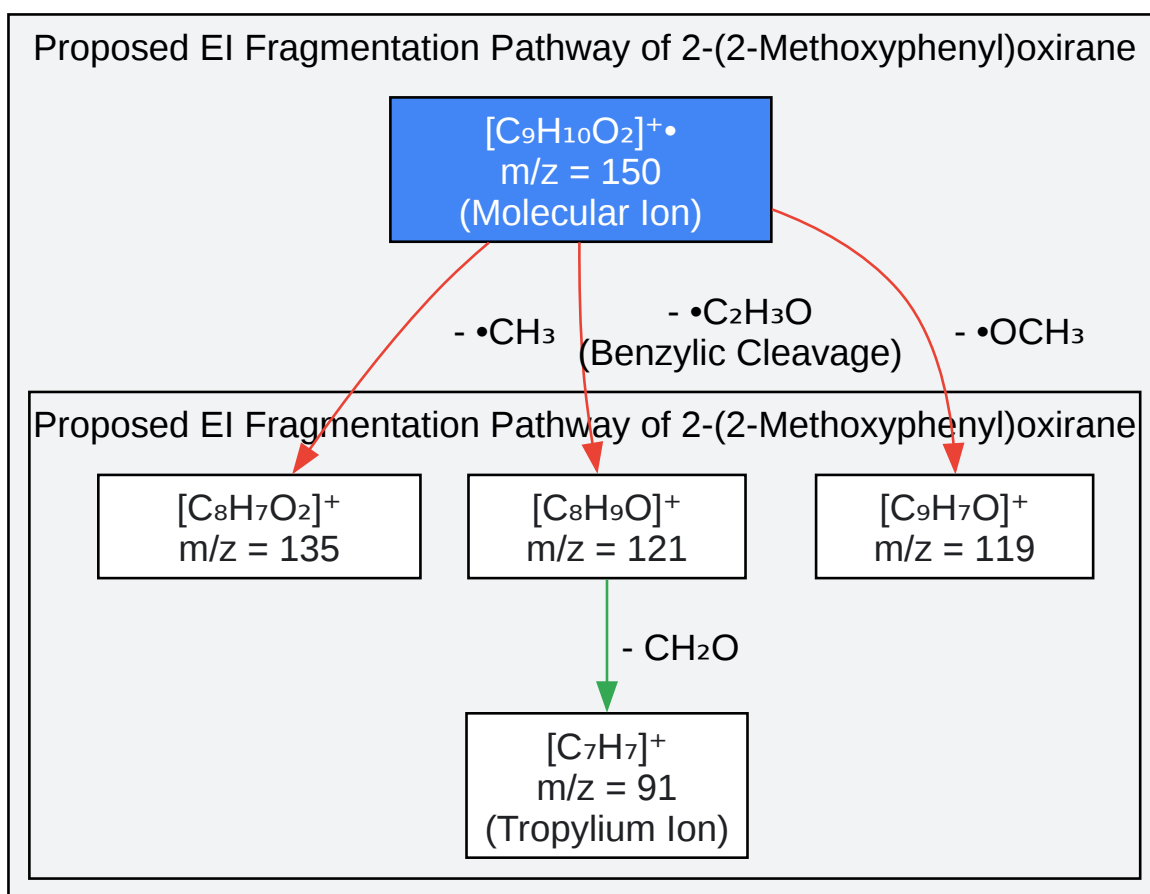 Proposed EI Fragmentation Pathway of 2-(2-Methoxyphenyl)oxirane
[C₉H₁₀O₂]⁺•
m/z = 150
(Molecular Ion)
- •CH₃
- •C₂H₃O
(Benzylic Cleavage)
- •OCH₃
Proposed EI Fragmentation Pathway of 2-(2-Methoxyphenyl)oxirane
[C₈H₇O₂]⁺
m/z = 135
[C₈H₉O]⁺
m/z = 121
[C₉H₇O]⁺
m/z = 119
- CH₂O
[C₇H₇]⁺
m/z = 91
(Tropylium Ion)